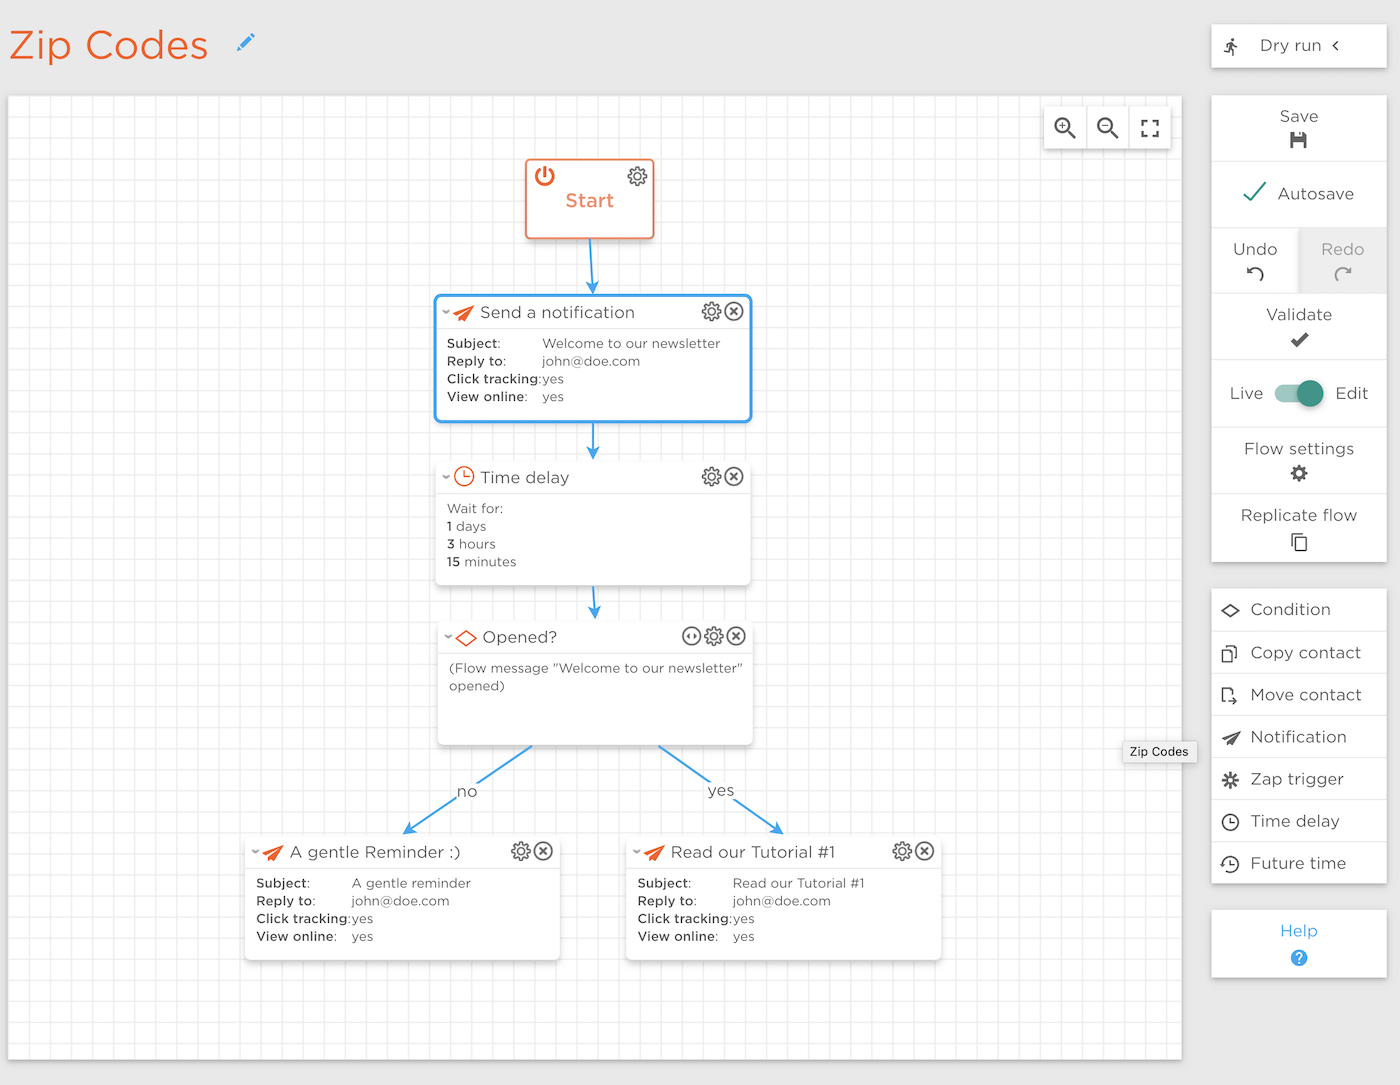 Zip Codes
Dry run
Save
Autosave
Undo Redo
Validate
Live Edit
Flow settings
Replicate flow
Start
Send a notification
Subject: Welcome to our newsletter
Reply to: john@doe.com
Click tracking: yes
View online: yes
Time delay
Wait for:
1 days
3 hours
15 minutes
Opened?
(Flow message "Welcome to our newsletter"
opened)
no
yes
A gentle Reminder :)
Subject: A gentle reminder
Reply to: john@doe.com
Click tracking: yes
View online: yes
Read our Tutorial #1
Subject: Read our Tutorial #1
Reply to: john@doe.com
Click tracking: yes
View online: yes
Condition
Copy contact
Move contact
Notification
Zip Codes
Zap trigger
Time delay
Future time
Help